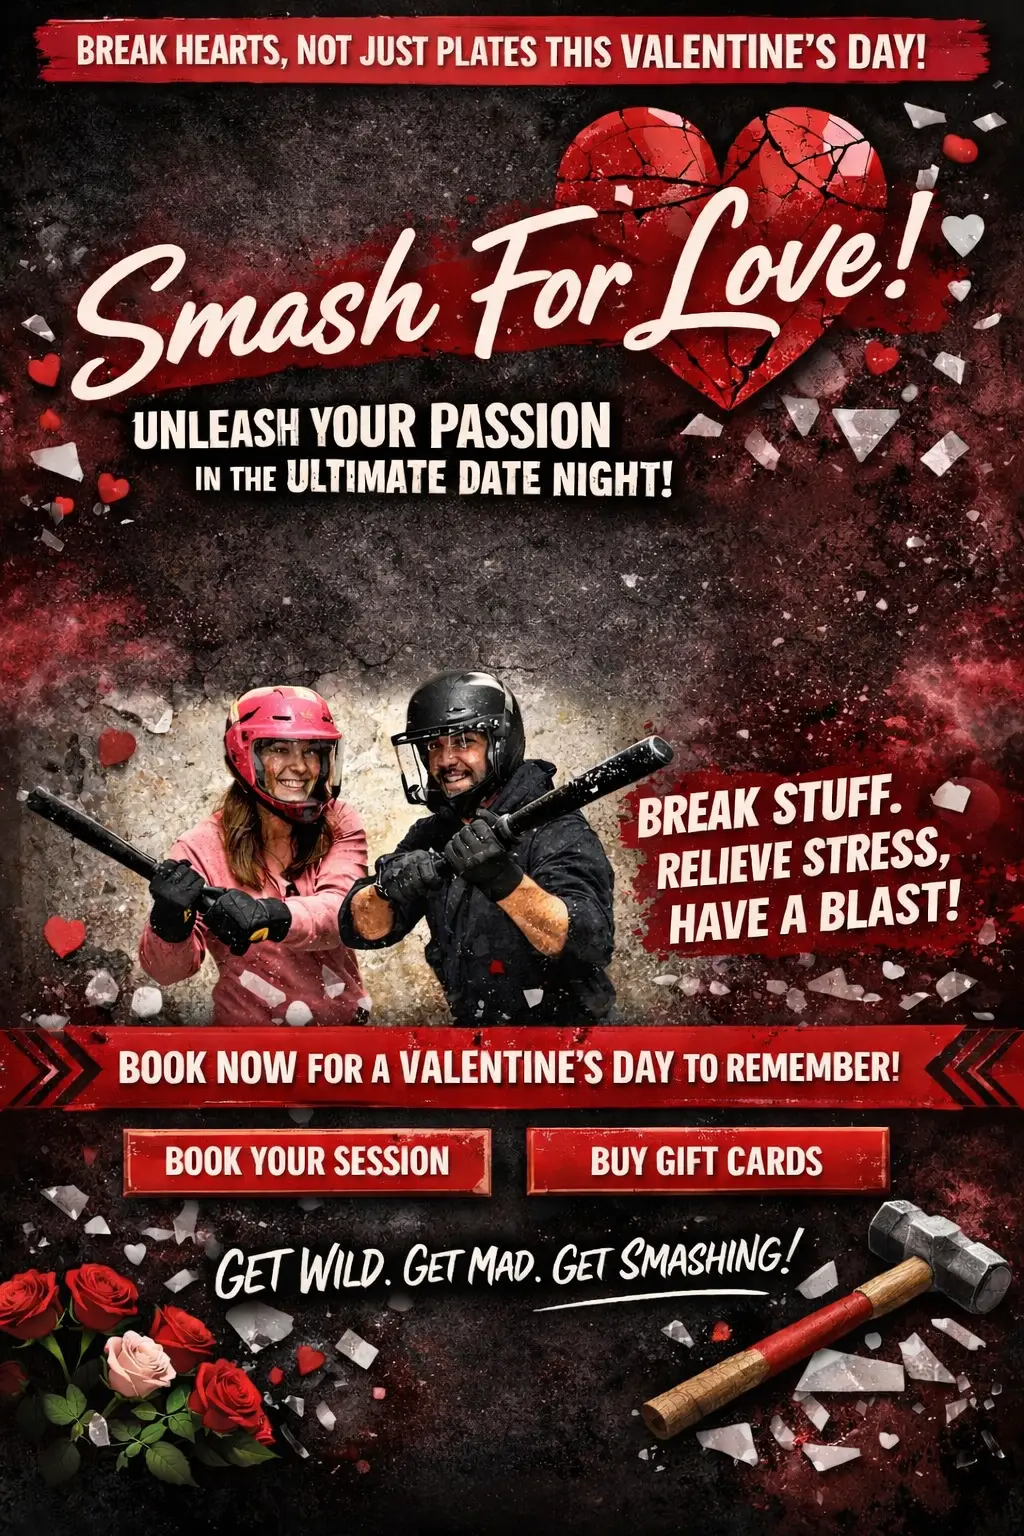 BREAK HEARTS, NOT JUST PLATES THIS VALENTINE'S DAY!
Smash For Love!
UNLEASH YOUR PASSION
IN THE ULTIMATE DATE NIGHT!
BREAK STUFF.
RELIEVE STRESS,
HAVE A BLAST!
BOOK NOW FOR A VALENTINE'S DAY TO REMEMBER!
BOOK YOUR SESSION
BUY GIFT CARDS
GET WILD. GET MAD. GET SMASHING!